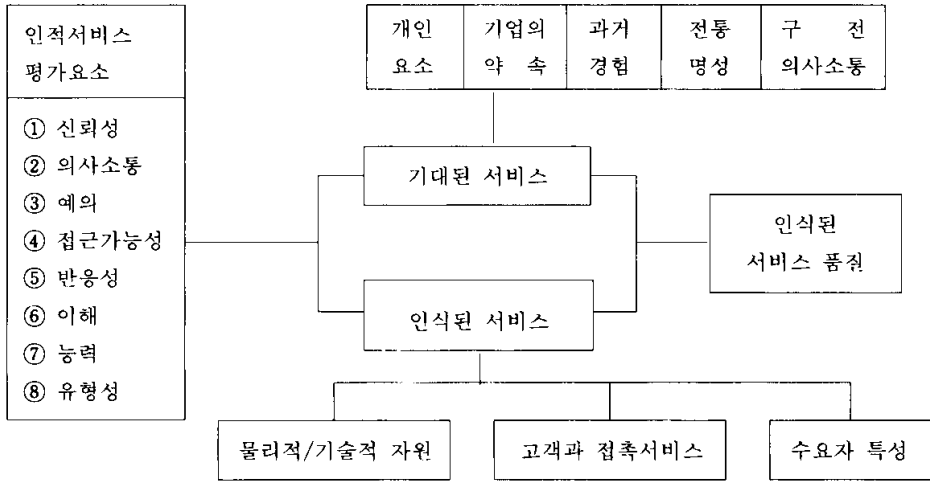 인적서비스
평가요소
① 신뢰성
② 의사소통
③ 예의
④ 접근가능성
⑤ 반응성
⑥ 이해
⑦ 능력
⑧ 유형성
개인
요소
기업의
약 속
과거
경험
전통
명성
구 전
의사소통
기대된 서비스
인식된 서비스
인식된
서비스 품질
물리적/기술적 자원
고객과 접촉서비스
수요자 특성